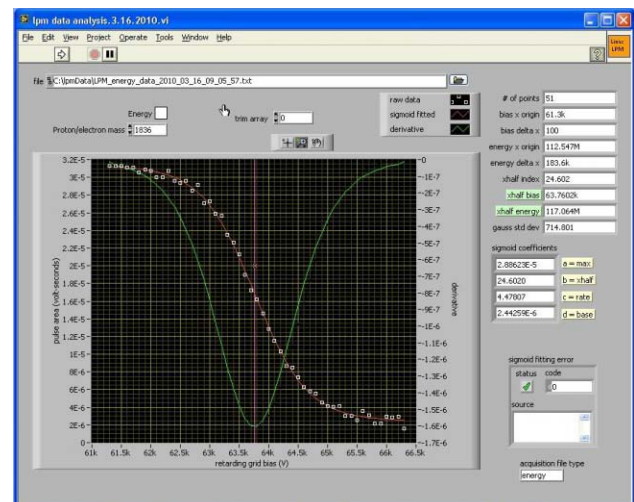 lpm data analysis.3.16.2010.vi
File Edit View Project Operate Tools Window Help
Linac LPM
file C:\lpmData\LPM_energy_data_2010_03_16_09_05_57.txt
Energy
trim array 0
Proton/electron mass 1836
raw data
sigmoid fitted
derivative
# of points 51
bias x origin 61.3k
bias delta x 100
energy x origin 112.547M
energy delta x 183.6k
xhalf index 24.602
xhalf bias 63.7602k
xhalf energy 117.064M
gauss std dev 714.801
sigmoid coefficients
2.88623E-5 a = max
24.6020 b = xhalf
4.47807 c = rate
2.44259E-6 d = base
sigmoid fitting error
status code
0
source
acquisition file type
energy
pulse area (volt-seconds)
3.2E-5
3E-5
2.8E-5
2.6E-5
2.4E-5
2.2E-5
2E-5
1.8E-5
1.6E-5
1.4E-5
1.2E-5
1E-5
8E-6
6E-6
4E-6
2E-6
0
61k 61.5k 62k 62.5k 63k 63.5k 64k 64.5k 65k 65.5k 66k 66.5k
retarding grid bias (V)
-0
-1E-7
-2E-7
-3E-7
-4E-7
-5E-7
-6E-7
-7E-7
-8E-7
-9E-7
-1E-6
-1.1E-6
-1.2E-6
-1.3E-6
-1.4E-6
-1.5E-6
-1.6E-6
-1.7E-6
derivative